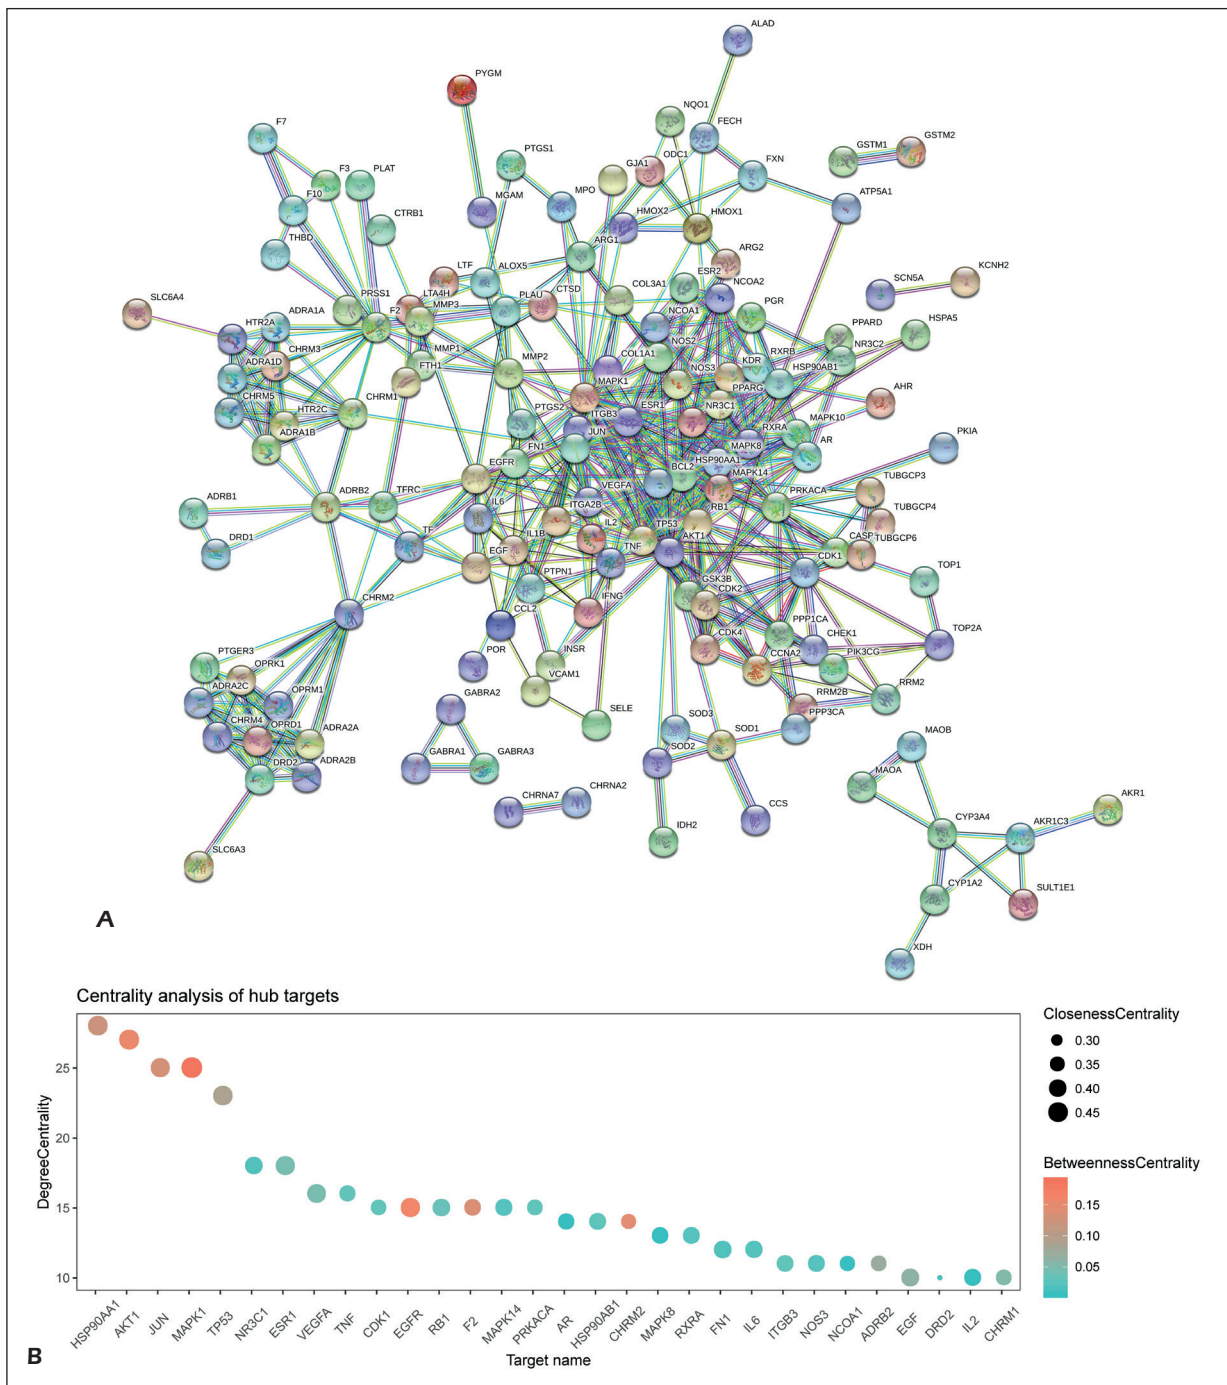 ALAD
PYGM
NQO1
FECH
GSTM2
GSTM1
F7
PTGS1
GJA1
ODC1
FXN
F3
PLAT
MPO
MGAM
ATP5A1
F10
CTRB1
HMOX2
HMOX1
THBD
ARG1
ARG2
LTF
ALOX5
ESR2
NCOA2
KCNH2
SCN5A
PRSS1
LTA4H
CTSD
COL3A1
SLC6A4
ADRA1A
F2
MMP3
PLAU
NCOA1
PGR
HTR2A
PPARD
HSPA5
CHRM3
MMP1
NOS2
RXRB
NR3C2
ADRA1D
FTH1
MMP2
COL1A1
NOS3
KDR
HSP90AB1
CHRM5
CHRM1
MAPK1
PPARG
AHR
HTR2C
PTGS2
ITGB3
ESR1
NR3C1
MAPK10
ADRA1B
FN1
JUN
RXRA
AR
PKIA
EGFR
BCL2
HSP90AA1
MAPK8
MAPK14
TUBGCP3
ADRB1
ADRB2
TFRC
IL6
ITGA2B
VEGFA
RB1
PRKACA
TUBGCP4
DRD1
TF
IL1B
IL2
TP53
CASP
TUBGCP6
EGF
TNF
AKT1
CDK1
TOP1
PTPN1
GSK3B
CDK2
CHRM2
CCL2
IFNG
PPP1CA
CHEK1
TOP2A
PTGER3
OPRK1
POR
INSR
CDK4
CCNA2
PIK3CG
ADRA2C
OPRM1
VCAM1
RRM2B
RRM2
CHRM4
OPRD1
ADRA2A
GABRA2
SELE
SOD3
SOD1
PPP3CA
DRD2
ADRA2B
GABRA1
GABRA3
SOD2
MAOB
MAOA
CHRNA7
CHRNA2
CCS
AKR1
SLC6A3
IDH2
CYP3A4
AKR1C3
CYP1A2
SULT1E1
XDH
A
Centrality analysis of hub targets
DegreeCentrality
25
20
15
10
HSP90AA1
AKT1
JUN
MAPK1
TP53
NR3C1
ESR1
VEGFA
TNF
CDK1
EGFR
RB1
F2
MAPK14
PRKACA
AR
HSP90AB1
CHRM2
MAPK8
RXRA
FN1
IL6
ITGB3
NOS3
NCOA1
ADRB2
EGF
DRD2
IL2
CHRM1
Target name
ClosenessCentrality
0.30
0.35
0.40
0.45
BetweennessCentrality
0.15
0.10
0.05
B